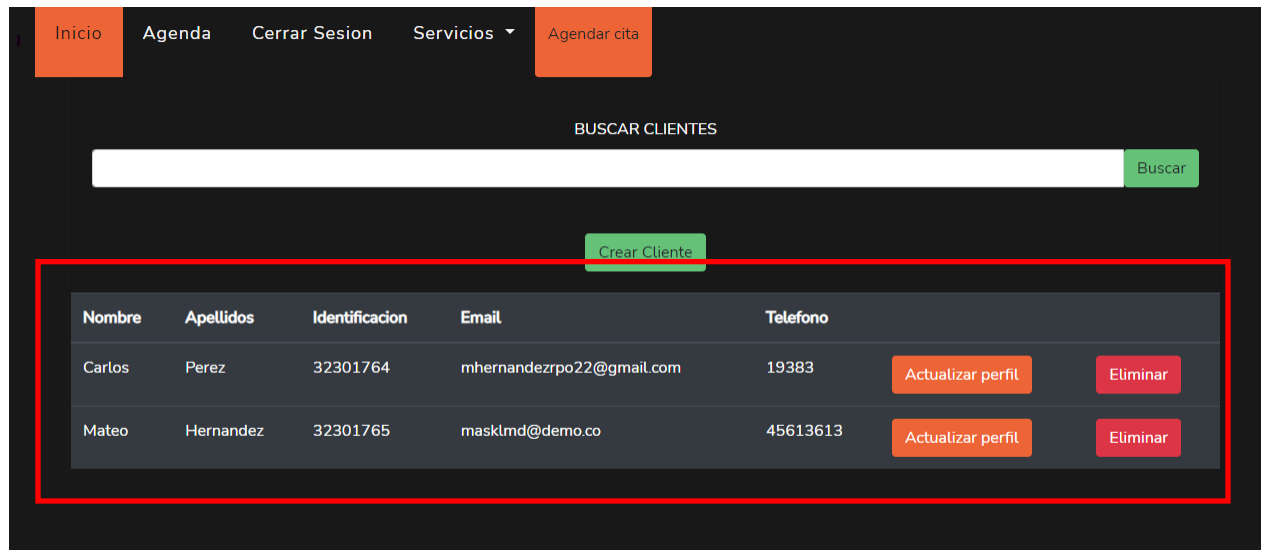 Inicio Agenda Cerrar Sesion Servicios Agendar cita
BUSCAR CLIENTES
Buscar
Crear Cliente
Nombre Apellidos Identificacion Email Telefono
Carlos Perez 32301764 mhernandezrpo22@gmail.com 19383 Actualizar perfil Eliminar
Mateo Hernandez 32301765 masklmd@demo.co 45613613 Actualizar perfil Eliminar